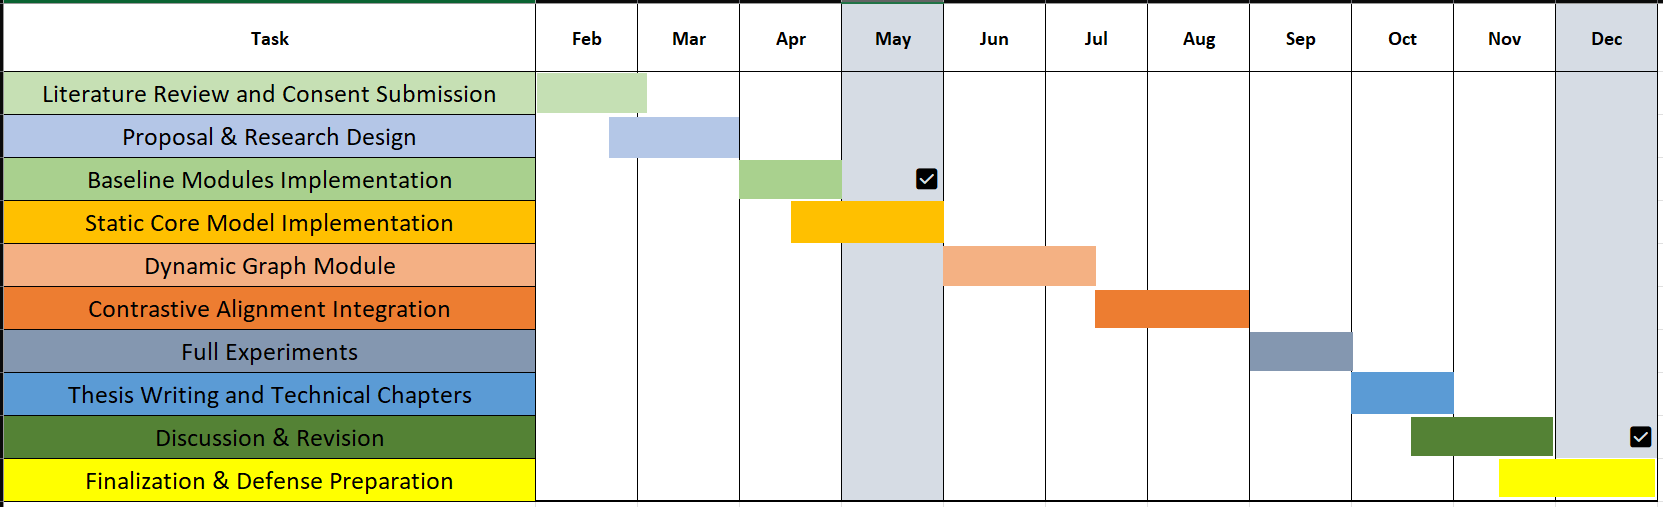 Task Feb Mar Apr May Jun Jul Aug Sep Oct Nov Dec
Literature Review and Consent Submission
Proposal & Research Design
Baseline Modules Implementation
Static Core Model Implementation
Dynamic Graph Module
Contrastive Alignment Integration
Full Experiments
Thesis Writing and Technical Chapters
Discussion & Revision
Finalization & Defense Preparation